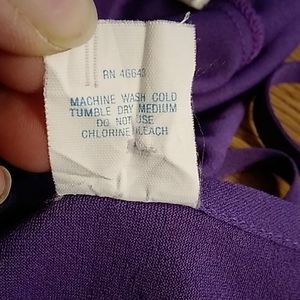 RN 46643
MACHINE WASH COLD
TUMBLE DRY MEDIUM
DO NOT USE
CHLORINE BLEACH